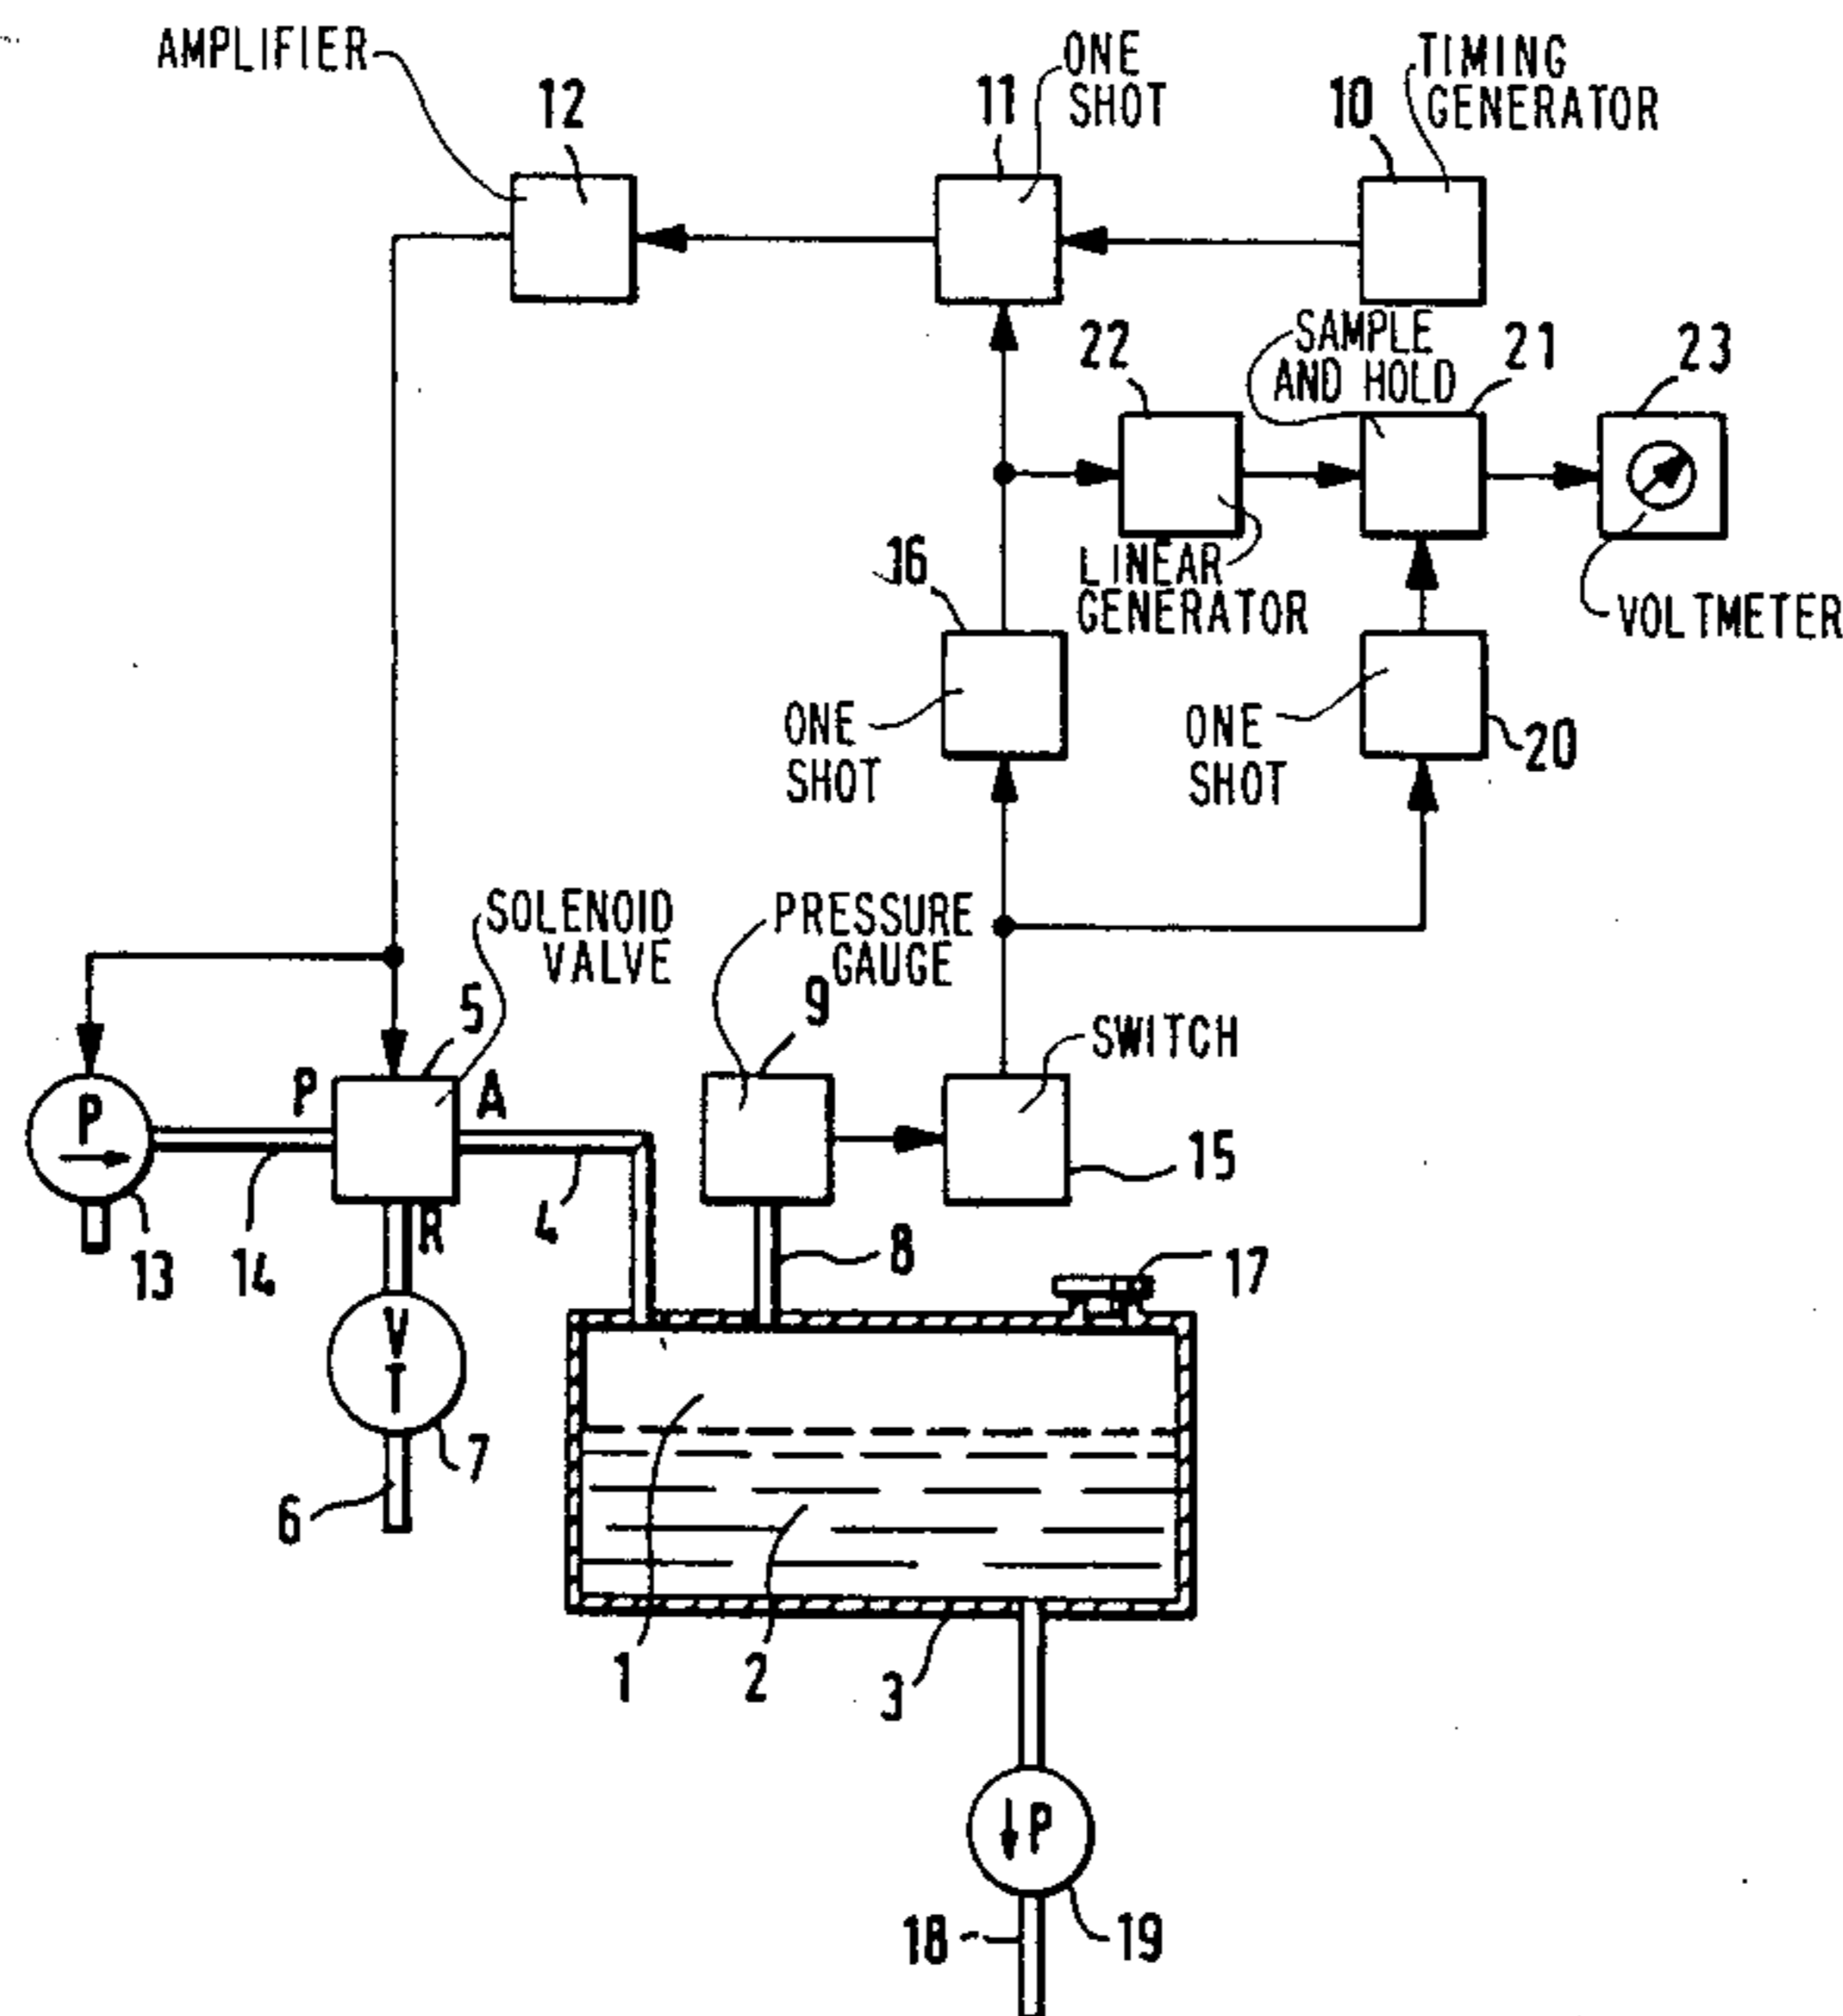 AMPLIFIER
12
11
ONE
SHOT
10
TIMING
GENERATOR
22
SAMPLE
AND HOLD
21
23
16
LINEAR
GENERATOR
VOLTMETER
ONE
SHOT
ONE
SHOT
20
SOLENOID
VALVE
5
PRESSURE
GAUGE
9
SWITCH
P
P
A
15
R
13
14
4
8
17
V
T
7
6
1
2
3
P
18
19